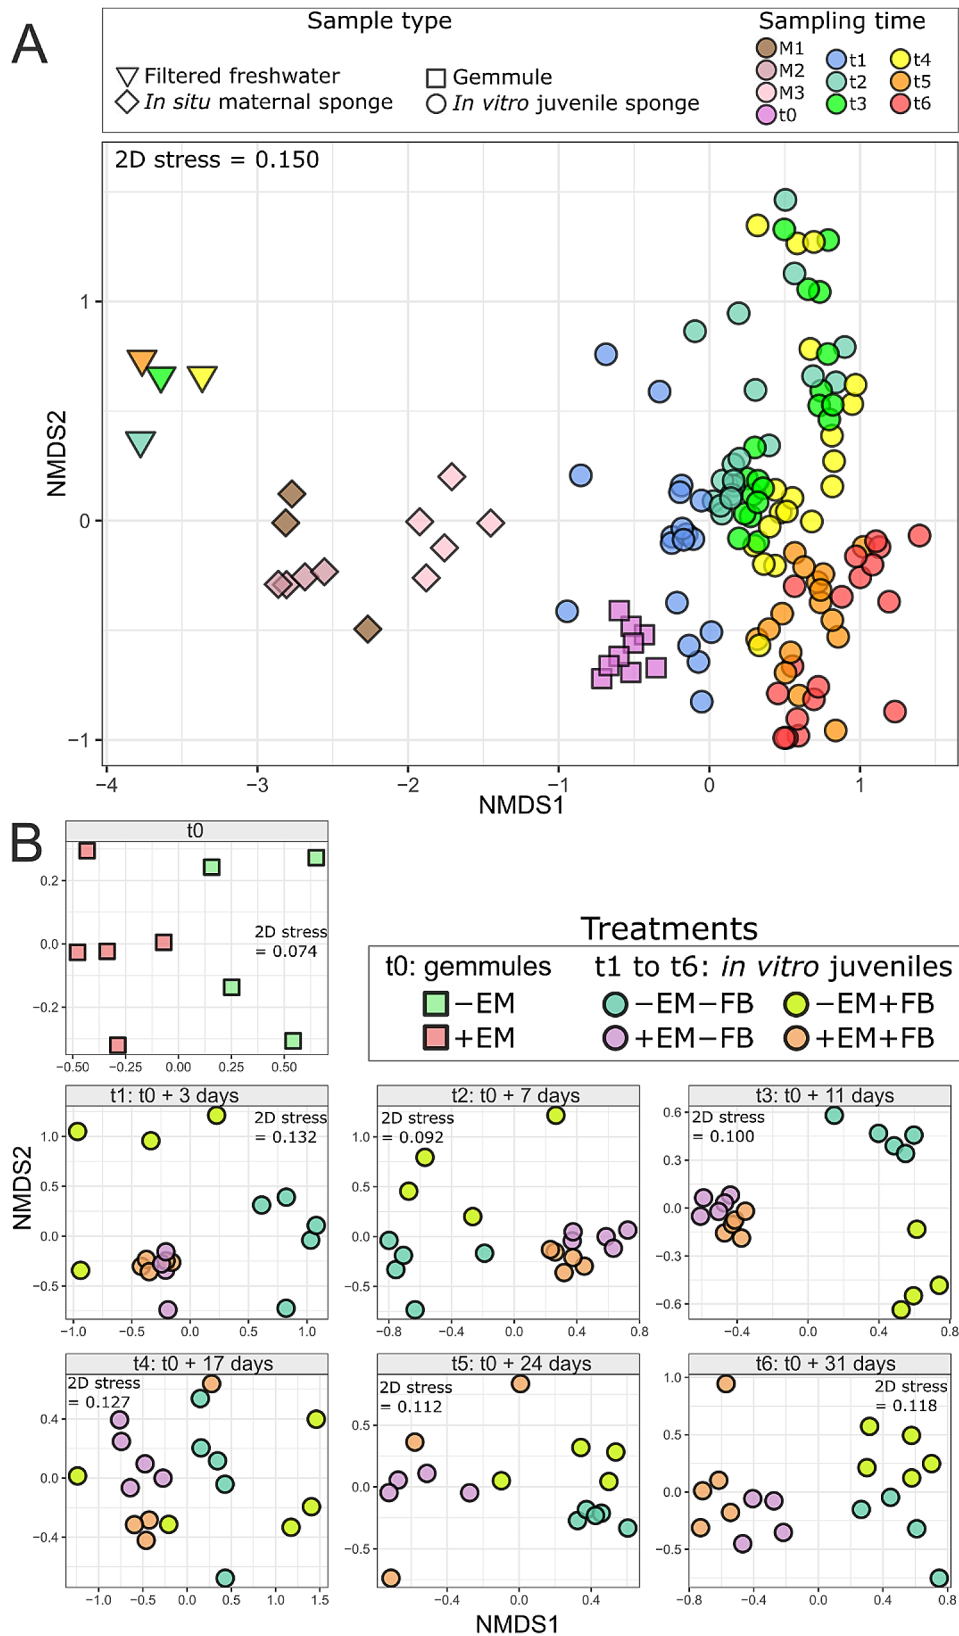 A
Sample type
Sampling time
Filtered freshwater
Gemmule
In situ maternal sponge
In vitro juvenile sponge
M1
M2
M3
t0
t1
t2
t3
t4
t5
t6
2D stress = 0.150
NMDS2
1
0
−1
−4
−3
−2
−1
0
1
NMDS1
B
t0
0.2
0.0
−0.2
2D stress
= 0.074
−0.50
−0.25
0.00
0.25
0.50
Treatments
t0: gemmules
t1 to t6: in vitro juveniles
−EM
−EM−FB
−EM+FB
+EM
+EM−FB
+EM+FB
t1: t0 + 3 days
2D stress
= 0.132
1.0
0.5
0.0
−0.5
−1.0
−0.5
0.0
0.5
1.0
t2: t0 + 7 days
2D stress
= 0.092
1.0
0.5
0.0
−0.5
−0.8
−0.4
0.0
0.4
0.8
t3: t0 + 11 days
2D stress
= 0.100
0.6
0.3
0.0
−0.3
−0.6
−0.4
0.0
0.4
0.8
NMDS2
t4: t0 + 17 days
2D stress
= 0.127
0.4
0.0
−0.4
−1.0
−0.5
0.0
0.5
1.0
1.5
t5: t0 + 24 days
2D stress
= 0.112
0.5
0.0
−0.5
−0.4
0.0
0.4
t6: t0 + 31 days
2D stress
= 0.118
1.0
0.5
0.0
−0.5
−0.8
−0.4
0.0
0.4
0.8
NMDS1